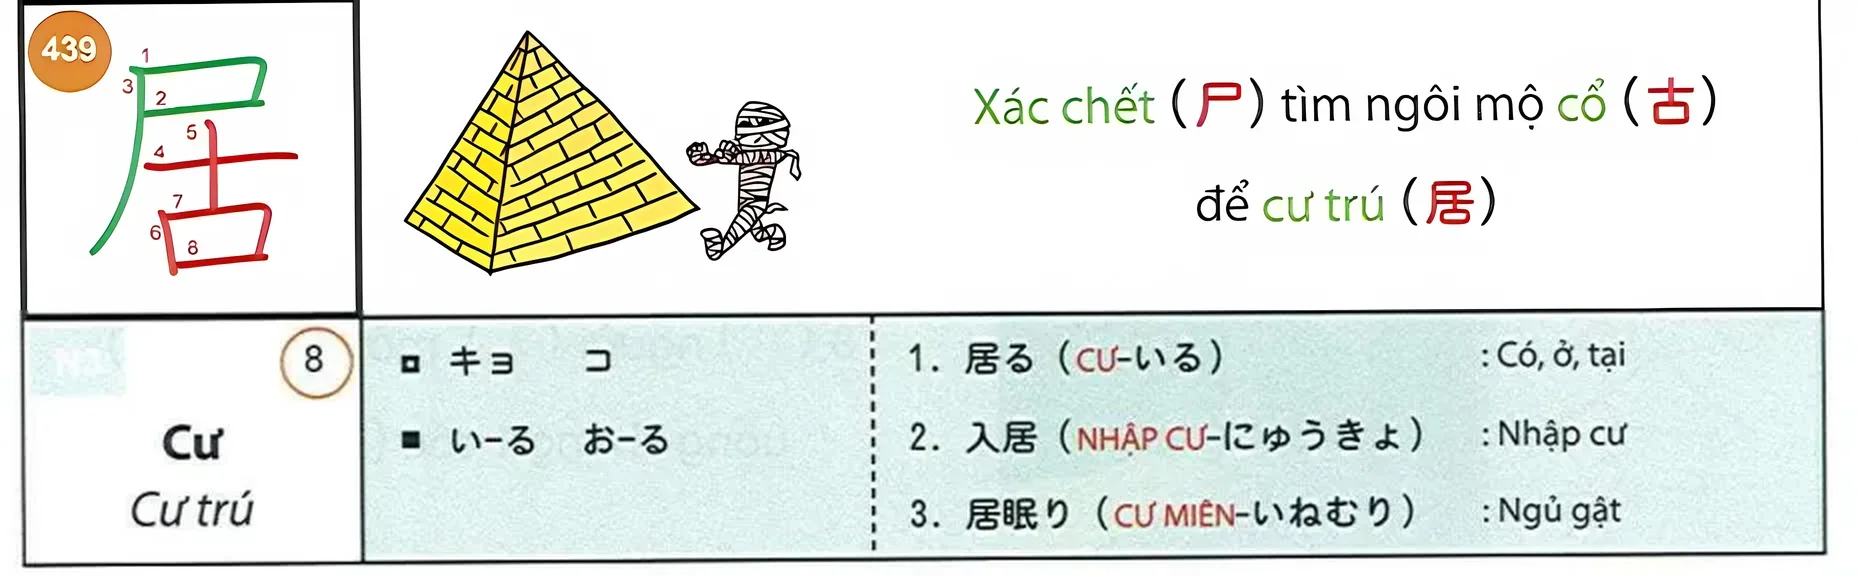 439
居
1
2
3
4
5
6
7
8
Xác chết (尸) tìm ngôi mộ cổ (古)
để cư trú (居)
8
Cư
Cư trú
キョ コ
い-る お-る
1. 居る (CƯ-いる) : Có, ở, tại
2. 入居 (NHẬP CƯ-にゅうきょ) : Nhập cư
3. 居眠り (CƯ MIÊN-いねむり) : Ngủ gật